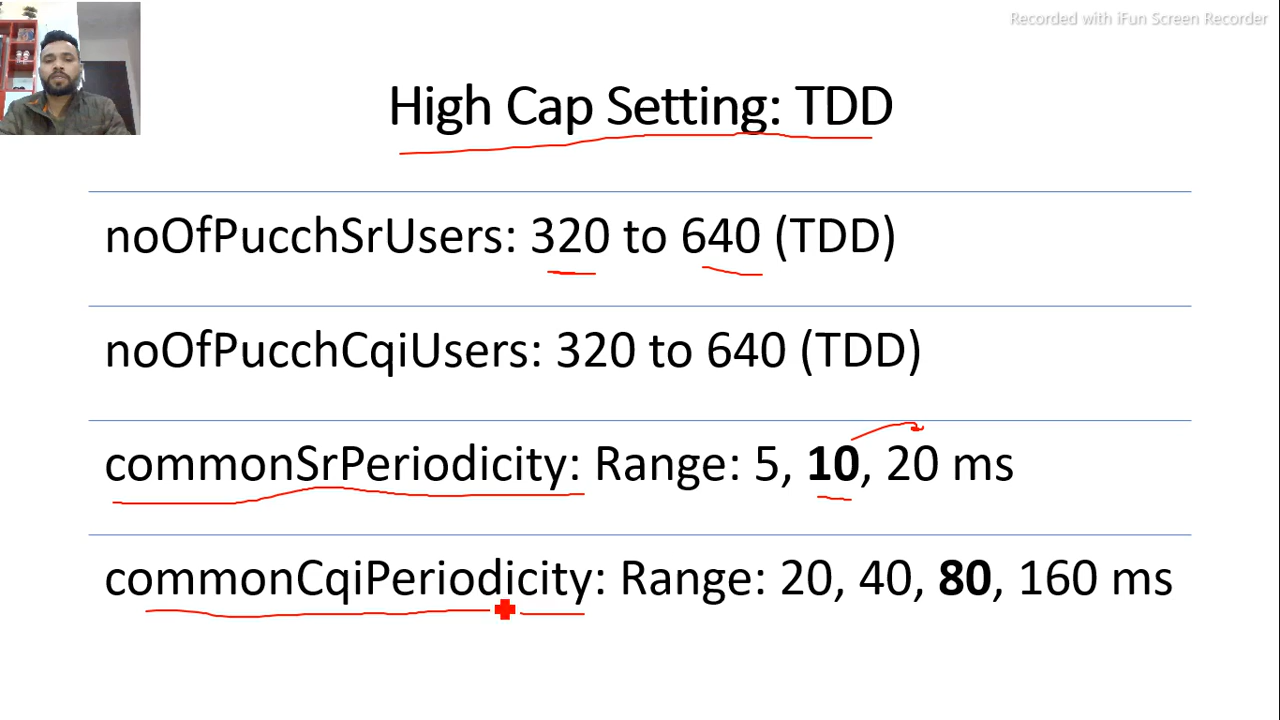 Recorded with iFun Screen Recorder
High Cap Setting: TDD
noOfPucchSrUsers: 320 to 640 (TDD)
noOfPucchCqiUsers: 320 to 640 (TDD)
commonSrPeriodicity: Range: 5, 10, 20 ms
commonCqiPeriodicity: Range: 20, 40, 80, 160 ms